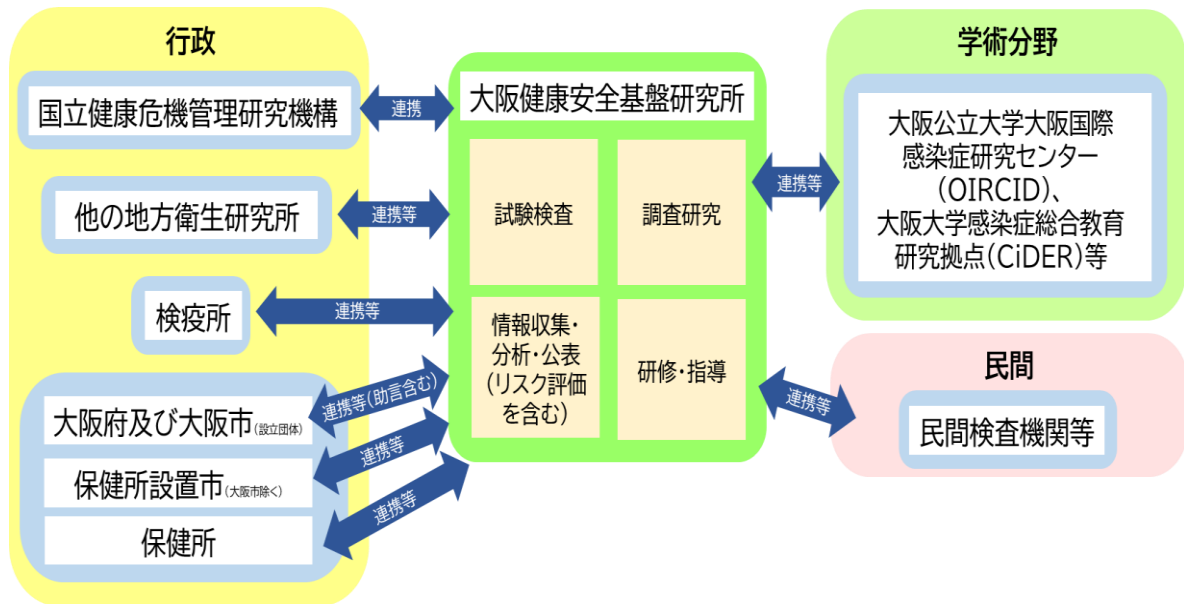 行政
国立健康危機管理研究機構
他の地方衛生研究所
検疫所
大阪府及び大阪市(設立団体)
保健所設置市(大阪市除く)
保健所
連携
連携等
連携等
連携等(助言含む)
連携等
連携等
大阪健康安全基盤研究所
試験検査
調査研究
情報収集・
分析・公表
(リスク評価
を含む)
研修・指導
連携等
連携等
学術分野
大阪公立大学大阪国際
感染症研究センター
(OIRCID)、
大阪大学感染症総合教育
研究拠点(CiDER)等
民間
民間検査機関等